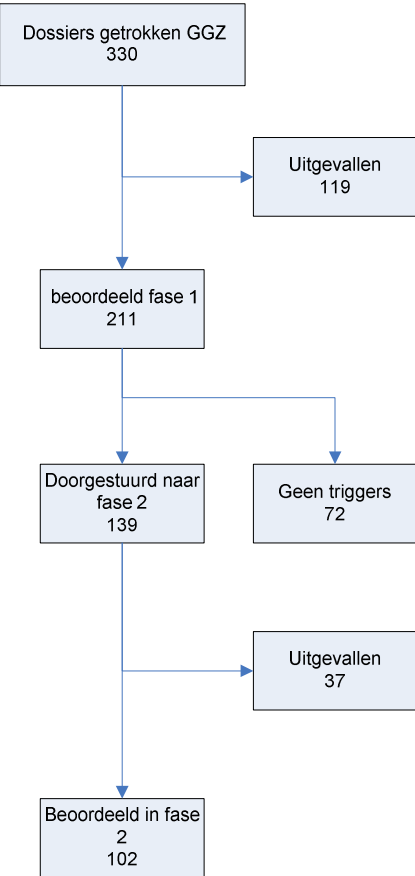 Dossiers getrokken GGZ
330
Uitgevallen
119
beoordeeld fase 1
211
Doorgestuurd naar
fase 2
139
Geen triggers
72
Uitgevallen
37
Beoordeeld in fase
2
102